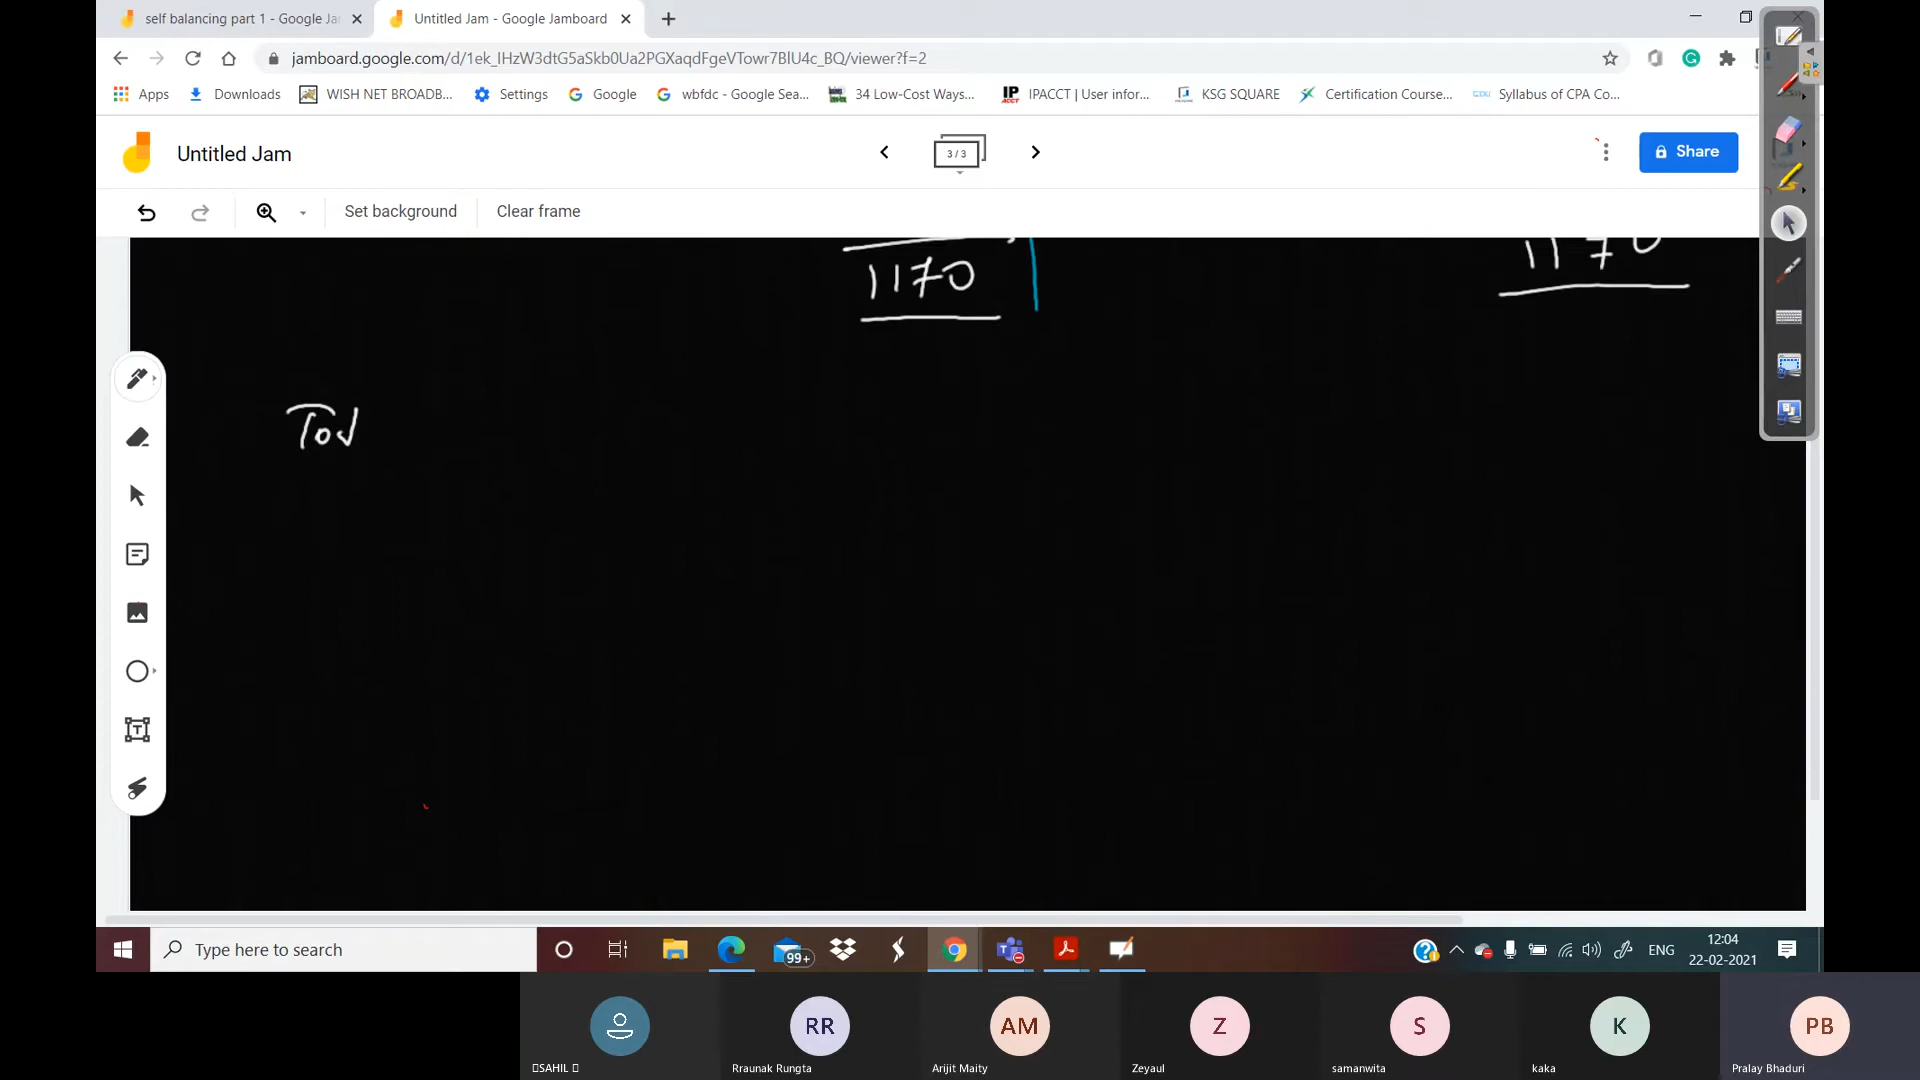 self balancing part 1 - Google Ja
Untitled Jam - Google Jamboard
jamboard.google.com/d/1ek_IHzW3dtG5aSkb0Ua2PGXaqdFgeVTowr7BlU4c_BQ/viewer?f=2
Apps Downloads WISH NET BROADB... Settings Google wbfdc - Google Sea... 34 Low-Cost Ways... IPACCT | User infor... KSG SQUARE Certification Course... Syllabus of CPA Co...
Untitled Jam
3 / 3
Share
Set background Clear frame
1170
1170
Type here to search
99+
ENG
12:04
22-02-2021
RR AM Z S K PB
SAHIL Rraunak Rungta Arijit Maity Zeyaul samanwita kaka Pralay Bhaduri